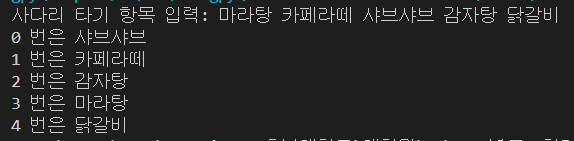 사다리 타기 항목 입력: 마라탕 카페라떼 샤브샤브 감자탕 닭갈비
0 번은 샤브샤브
1 번은 카페라떼
2 번은 감자탕
3 번은 마라탕
4 번은 닭갈비